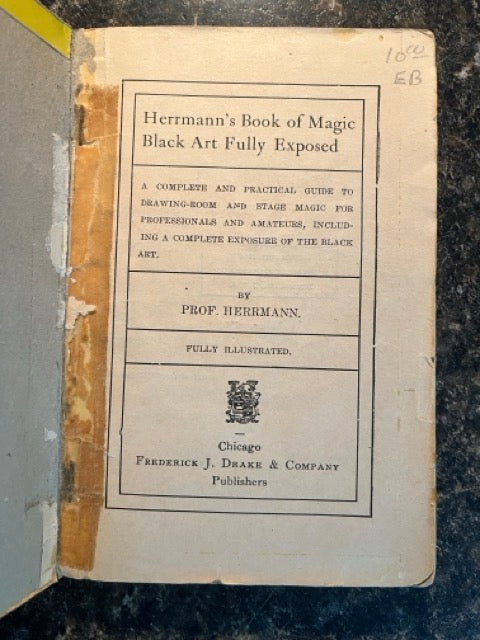 10 00
EB
Herrmann's Book of Magic
Black Art Fully Exposed
A COMPLETE AND PRACTICAL GUIDE TO
DRAWING-ROOM AND STAGE MAGIC FOR
PROFESSIONALS AND AMATEURS, INCLUD-
ING A COMPLETE EXPOSURE OF THE BLACK
ART.
BY
PROF. HERRMANN.
FULLY ILLUSTRATED.
Chicago
FREDERICK J. DRAKE & COMPANY
Publishers